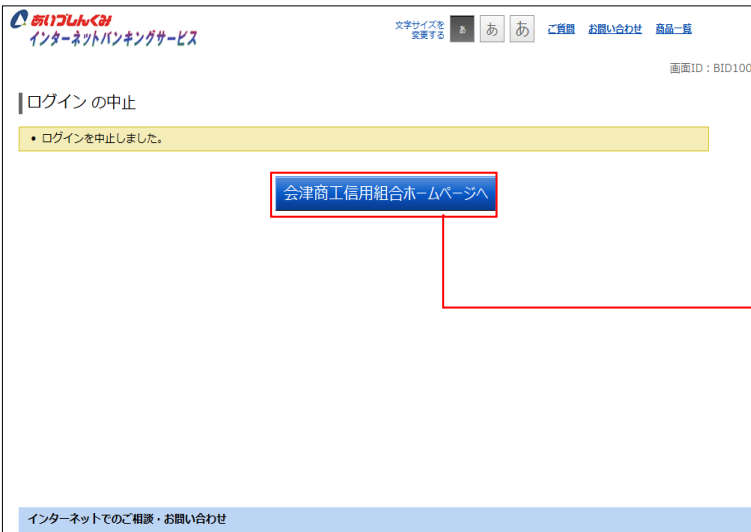 あいづしんくみ
インターネットバンキングサービス
文字サイズを
変更する
あ あ あ
ご質問 お問い合わせ 商品一覧
画面ID：BID100
ログイン の中止
• ログインを中止しました。
会津商工信用組合ホームページへ
インターネットでのご相談・お問い合わせ